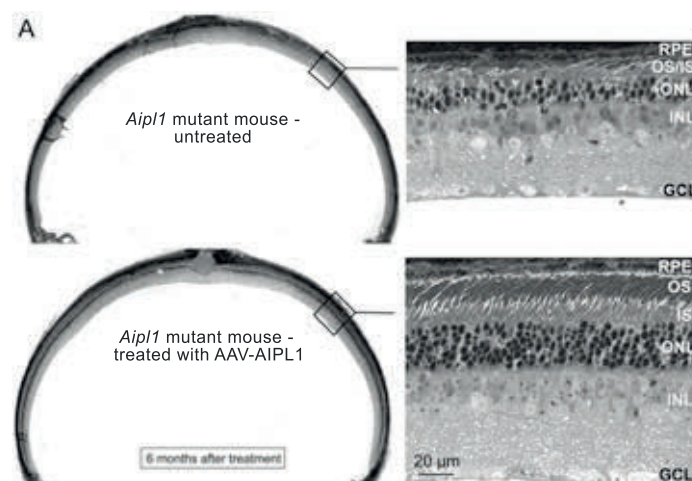 A
Aipl1 mutant mouse -
untreated
RPE
OS/IS
ONL
INL
GCL
Aipl1 mutant mouse -
treated with AAV-AIPL1
6 months after treatment
RPE
OS
IS
ONL
INL
20 μm
GCL